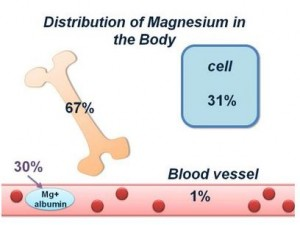 Distribution of Magnesium in
the Body
cell
67%
31%
30%
Blood vessel
Mg+
albumin
1%